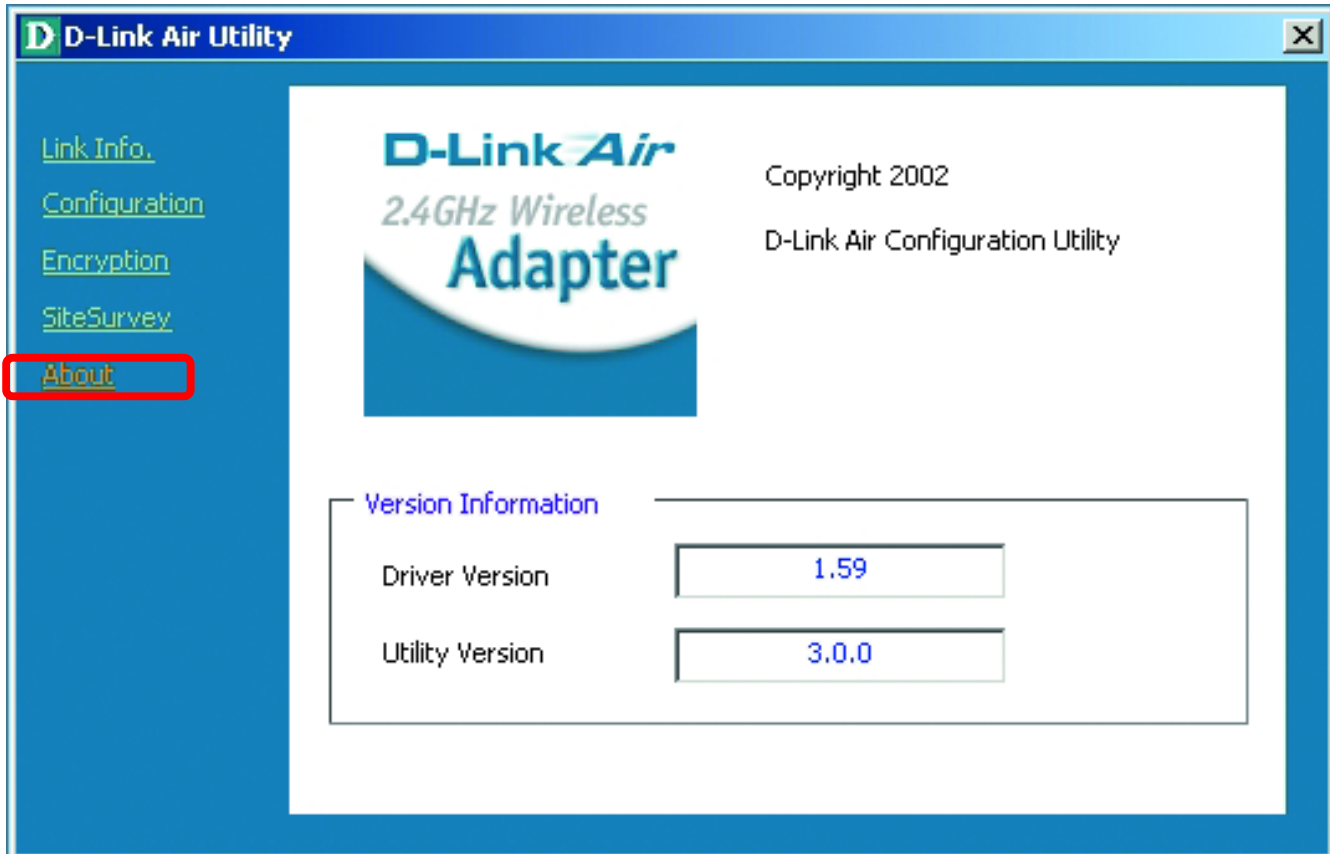 D D-Link Air Utility
Link Info.
Configuration
Encryption
SiteSurvey
About
D-Link Air
2.4GHz Wireless
Adapter
Copyright 2002
D-Link Air Configuration Utility
Version Information
Driver Version 1.59
Utility Version 3.0.0